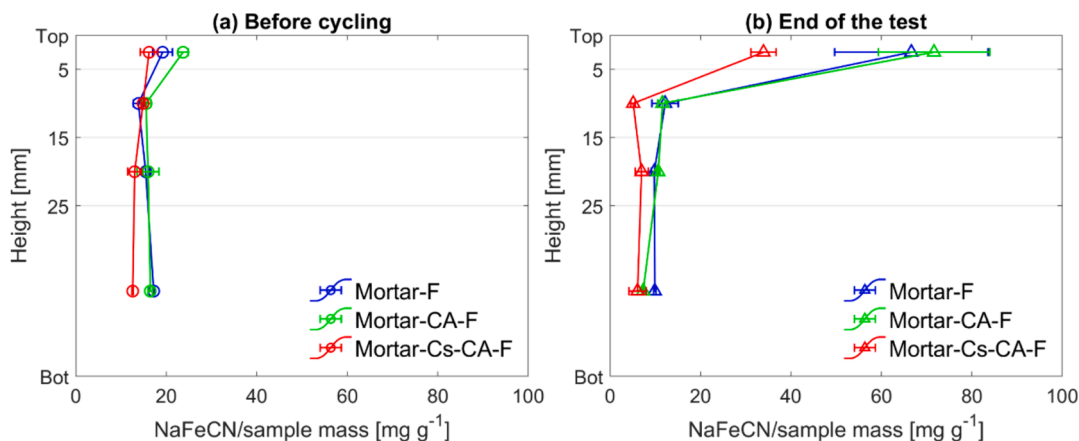 (a) Before cycling
Top
5
15
25
Bot
Height [mm]
Mortar-F
Mortar-CA-F
Mortar-Cs-CA-F
0 20 40 60 80 100
NaFeCN/sample mass [mg g⁻¹]
(b) End of the test
Top
5
15
25
Bot
Height [mm]
Mortar-F
Mortar-CA-F
Mortar-Cs-CA-F
0 20 40 60 80 100
NaFeCN/sample mass [mg g⁻¹]